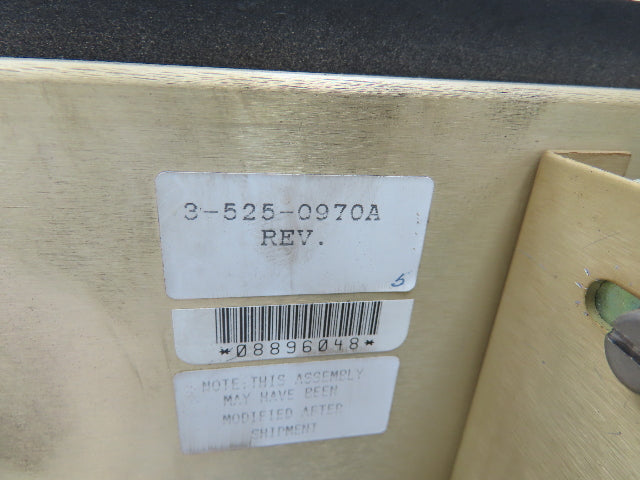 3-525-0970A
REV.
5
*08896048*
NOTE:THIS ASSEMBLY
MAY HAVE BEEN
MODIFIED AFTER
SHIPMENT